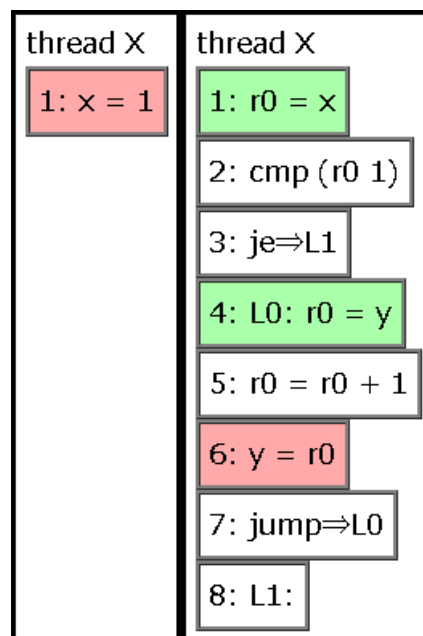 thread X
1: x = 1
thread X
1: r0 = x
2: cmp (r0 1)
3: je⇒L1
4: L0: r0 = y
5: r0 = r0 + 1
6: y = r0
7: jump⇒L0
8: L1: